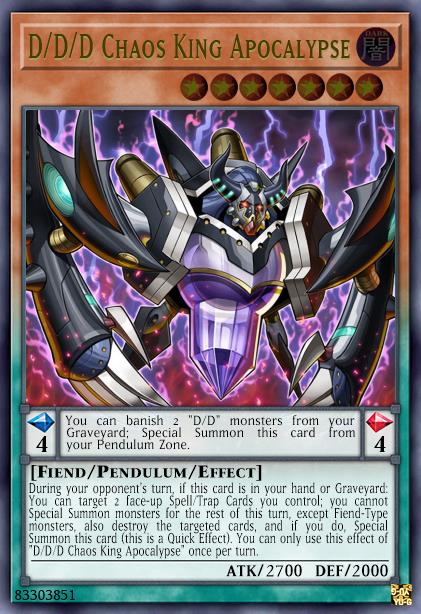 D/D/D Chaos King Apocalypse
DARK
闇
You can banish 2 "D/D" monsters from your
Graveyard; Special Summon this card from
your Pendulum Zone.
4
4
[Fiend/Pendulum/Effect]
During your opponent's turn, if this card is in your hand or Graveyard:
You can target 2 face-up Spell/Trap Cards you control; you cannot
Special Summon monsters for the rest of this turn, except Fiend-Type
monsters, also destroy the targeted cards, and if you do, Special
Summon this card (this is a Quick Effect). You can only use this effect of
"D/D/D Chaos King Apocalypse" once per turn.
ATK/2700 DEF/2000
83303851